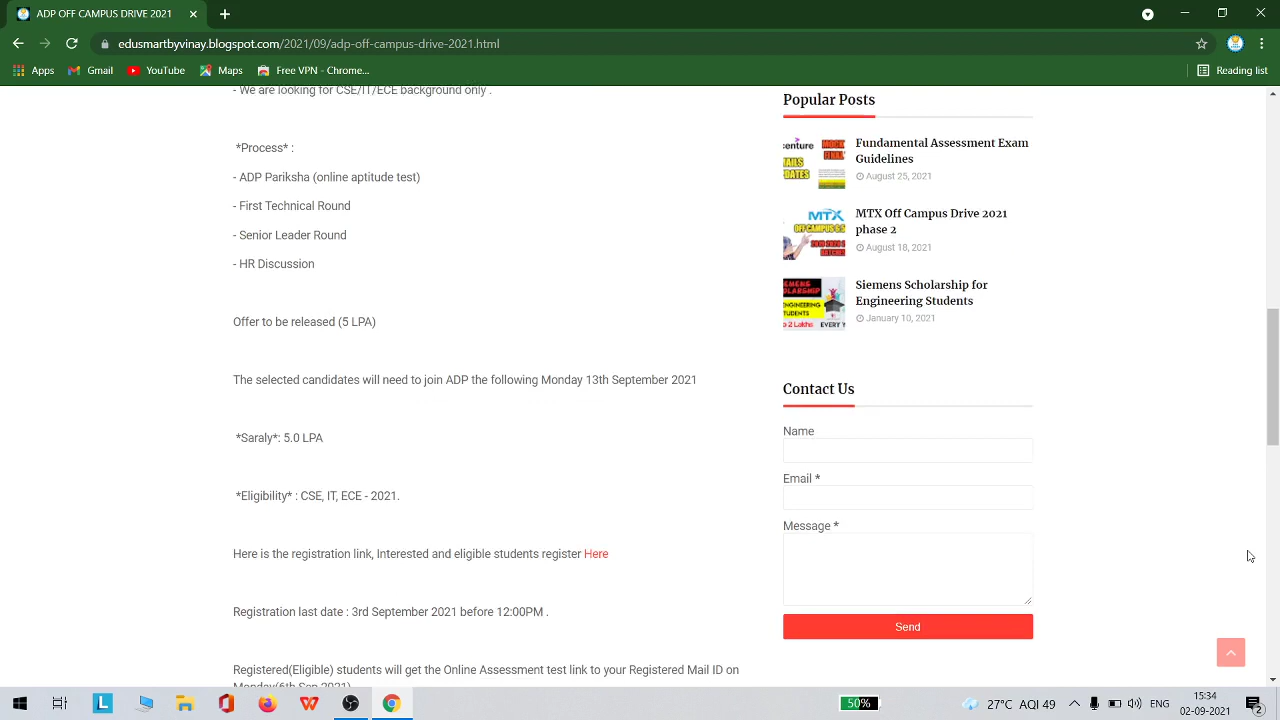 ADP OFF CAMPUS DRIVE-2021
edusmartyvinay.blogspot.com/2021/09/adp-off-campus-drive-2021.html
Apps Gmail YouTube Maps Free VPN - Chrome... Reading list
- We are looking for CSE/IT/ECE background only .
*Process* :
- ADP Pariksha (online aptitude test)
- First Technical Round
- Senior Leader Round
- HR Discussion
Offer to be released (5 LPA)
The selected candidates will need to join ADP the following Monday 13th September 2021
*Saraly*: 5.0 LPA
*Eligibility* : CSE, IT, ECE - 2021.
Here is the registration link, Interested and eligible students register Here
Registration last date : 3rd September 2021 before 12:00PM .
Registered(Eligible) students will get the Online Assessment test link to your Registered Mail ID on
Monday(6th Sep 2021)
Popular Posts
Fundamental Assessment Exam
Guidelines
August 25, 2021
MTX Off Campus Drive 2021
phase 2
August 18, 2021
MTX
Siemens Scholarship for
Engineering Students
January 10, 2021
Contact Us
Name
Email *
Message *
Send
50%
27°C AQI 49
ENG
15:34
02-09-2021
2